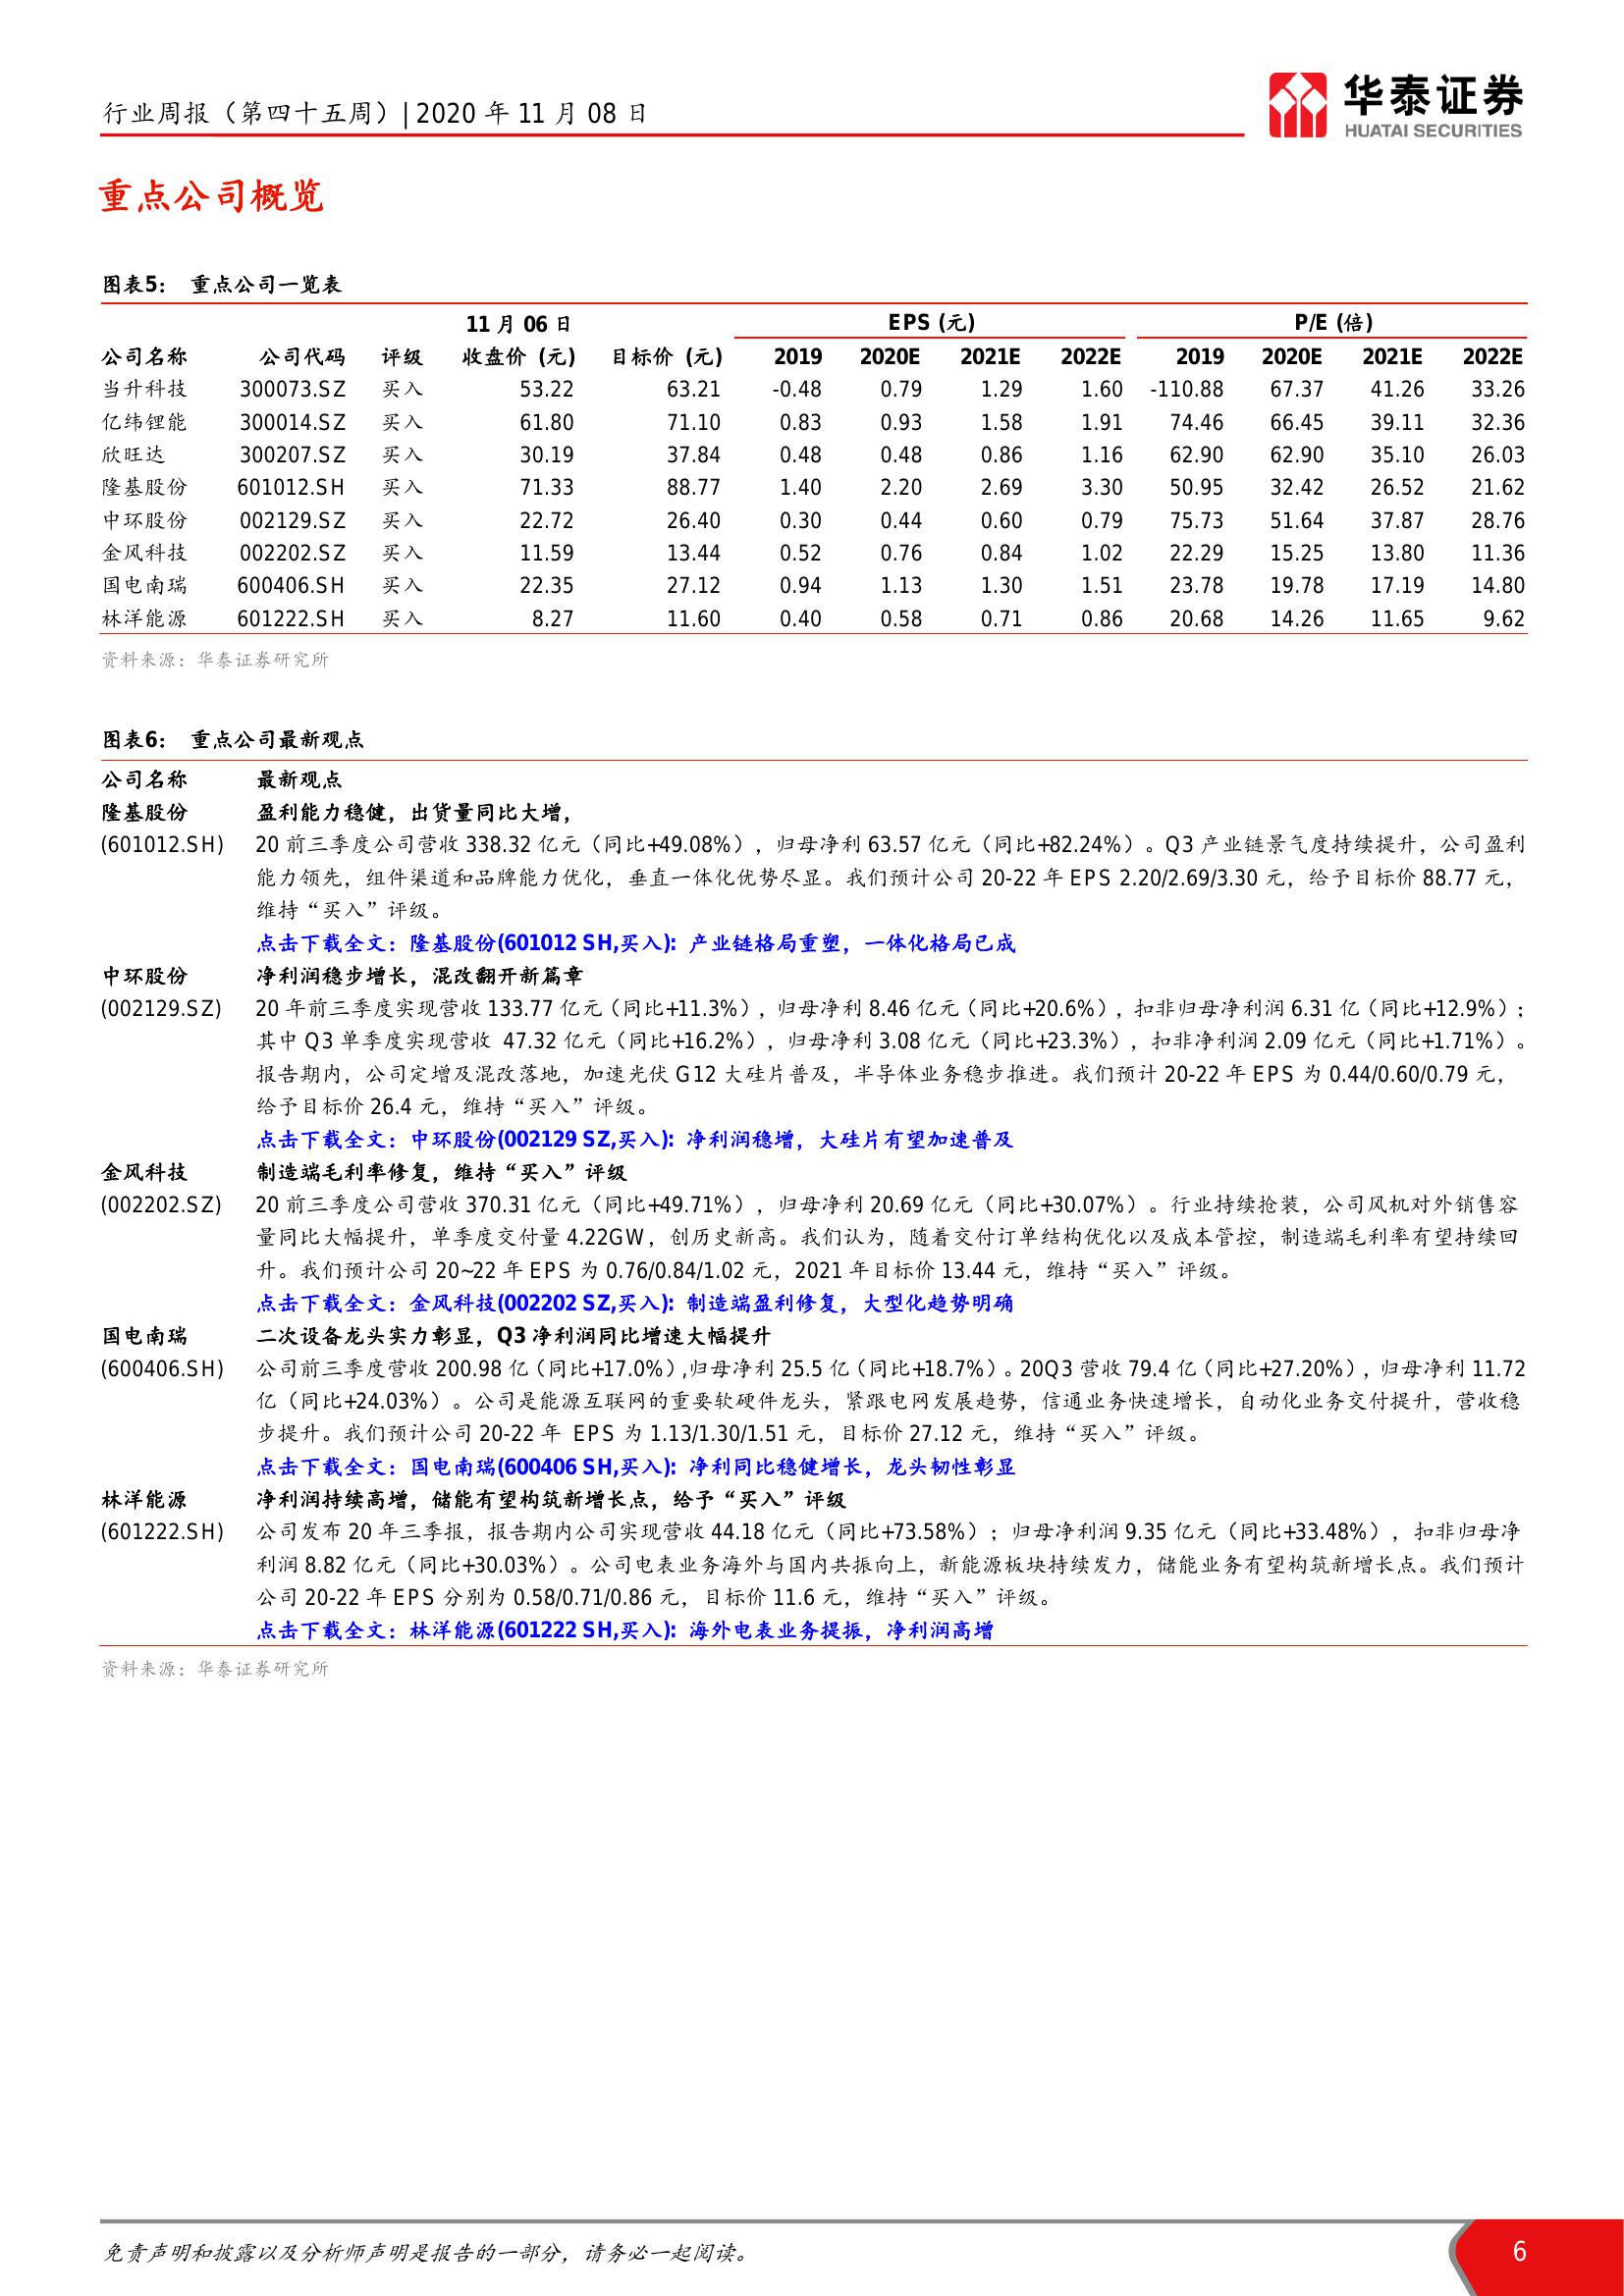 行业周报（第四十五周）| 2020 年 11 月 08 日
华泰证券
HUATAI SECURITIES
重点公司概览
图表5： 重点公司一览表
11 月 06 日 EPS (元) P/E (倍)
公司名称 公司代码 评级 收盘价 (元) 目标价 (元) 2019 2020E 2021E 2022E 2019 2020E 2021E 2022E
当升科技 300073.SZ 买入 53.22 63.21 -0.48 0.79 1.29 1.60 -110.88 67.37 41.26 33.26
亿纬锂能 300014.SZ 买入 61.80 71.10 0.83 0.93 1.58 1.91 74.46 66.45 39.11 32.36
欣旺达 300207.SZ 买入 30.19 37.84 0.48 0.48 0.86 1.16 62.90 62.90 35.10 26.03
隆基股份 601012.SH 买入 71.33 88.77 1.40 2.20 2.69 3.30 50.95 32.42 26.52 21.62
中环股份 002129.SZ 买入 22.72 26.40 0.30 0.44 0.60 0.79 75.73 51.64 37.87 28.76
金风科技 002202.SZ 买入 11.59 13.44 0.52 0.76 0.84 1.02 22.29 15.25 13.80 11.36
国电南瑞 600406.SH 买入 22.35 27.12 0.94 1.13 1.30 1.51 23.78 19.78 17.19 14.80
林洋能源 601222.SH 买入 8.27 11.60 0.40 0.58 0.71 0.86 20.68 14.26 11.65 9.62
资料来源：华泰证券研究所
图表6： 重点公司最新观点
公司名称 最新观点
隆基股份 盈利能力稳健，出货量同比大增，
(601012.SH) 20 前三季度公司营收 338.32 亿元（同比+49.08%），归母净利 63.57 亿元（同比+82.24%）。Q3 产业链景气度持续提升，公司盈利
能力领先，组件渠道和品牌能力优化，垂直一体化优势尽显。我们预计公司 20-22 年 EPS 2.20/2.69/3.30 元，给予目标价 88.77 元，
维持“买入”评级。
点击下载全文：隆基股份(601012 SH,买入): 产业链格局重塑，一体化格局已成
中环股份 净利润稳步增长，混改翻开新篇章
(002129.SZ) 20 年前三季度实现营收 133.77 亿元（同比+11.3%），归母净利 8.46 亿元（同比+20.6%），扣非归母净利润 6.31 亿（同比+12.9%）；
其中 Q3 单季度实现营收 47.32 亿元（同比+16.2%），归母净利 3.08 亿元（同比+23.3%），扣非净利润 2.09 亿元（同比+1.71%）。
报告期内，公司定增及混改落地，加速光伏 G12 大硅片普及，半导体业务稳步推进。我们预计 20-22 年 EPS 为 0.44/0.60/0.79 元，
给予目标价 26.4 元，维持“买入”评级。
点击下载全文：中环股份(002129 SZ,买入): 净利润稳增，大硅片有望加速普及
金风科技 制造端毛利率修复，维持“买入”评级
(002202.SZ) 20 前三季度公司营收 370.31 亿元（同比+49.71%），归母净利 20.69 亿元（同比+30.07%）。行业持续抢装，公司风机对外销售容
量同比大幅提升，单季度交付量 4.22GW，创历史新高。我们认为，随着交付订单结构优化以及成本管控，制造端毛利率有望持续回
升。我们预计公司 20~22 年 EPS 为 0.76/0.84/1.02 元，2021 年目标价 13.44 元，维持“买入”评级。
点击下载全文：金风科技(002202 SZ,买入): 制造端盈利修复，大型化趋势明确
国电南瑞 二次设备龙头实力彰显，Q3 净利润同比增速大幅提升
(600406.SH) 公司前三季度营收 200.98 亿（同比+17.0%）,归母净利 25.5 亿（同比+18.7%）。20Q3 营收 79.4 亿（同比+27.20%），归母净利 11.72
亿（同比+24.03%）。公司是能源互联网的重要软硬件龙头，紧跟电网发展趋势，信通业务快速增长，自动化业务交付提升，营收稳
步提升。我们预计公司 20-22 年 EPS 为 1.13/1.30/1.51 元，目标价 27.12 元，维持“买入”评级。
点击下载全文：国电南瑞(600406 SH,买入): 净利同比稳健增长，龙头韧性彰显
林洋能源 净利润持续高增，储能有望构筑新增长点，给予“买入”评级
(601222.SH) 公司发布 20 年三季报，报告期内公司实现营收 44.18 亿元（同比+73.58%）；归母净利润 9.35 亿元（同比+33.48%），扣非归母净
利润 8.82 亿元（同比+30.03%）。公司电表业务海外与国内共振向上，新能源板块持续发力，储能业务有望构筑新增长点。我们预计
公司 20-22 年 EPS 分别为 0.58/0.71/0.86 元，目标价 11.6 元，维持“买入”评级。
点击下载全文：林洋能源(601222 SH,买入): 海外电表业务提振，净利润高增
资料来源：华泰证券研究所
免责声明和披露以及分析师声明是报告的一部分，请务必一起阅读。 6